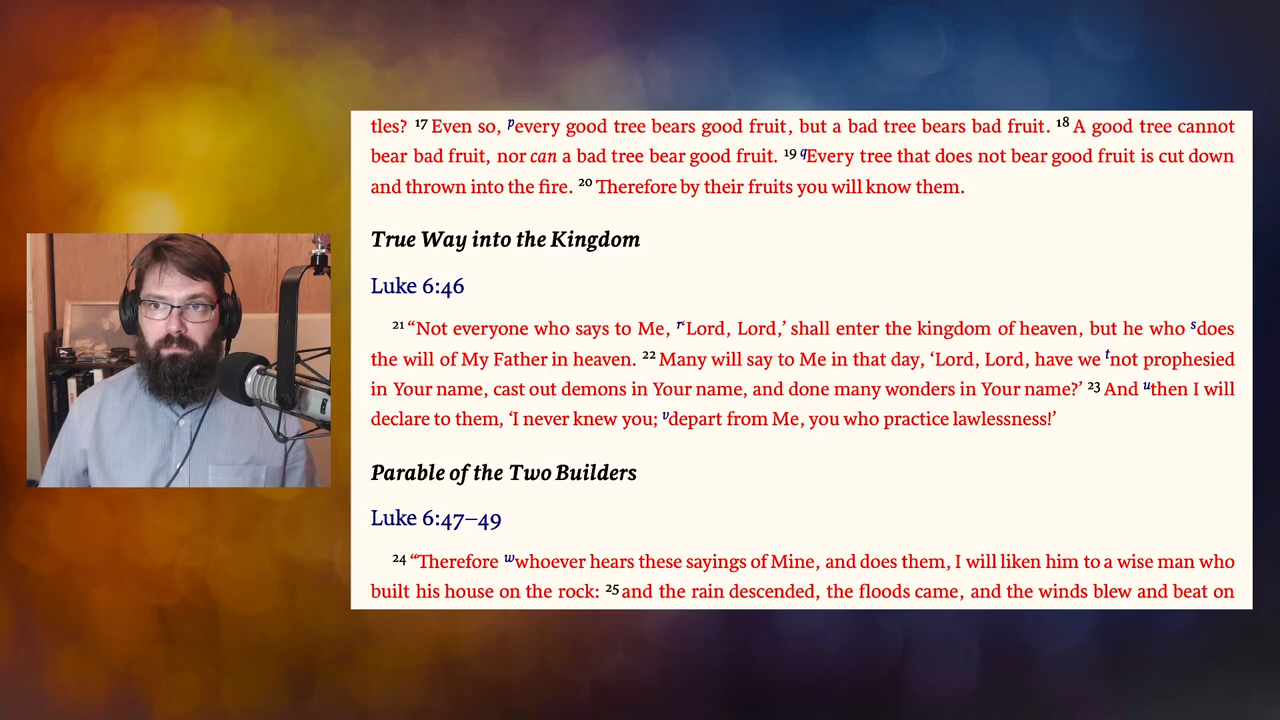 tles? 17 Even so, pevery good tree bears good fruit, but a bad tree bears bad fruit. 18 A good tree cannot
bear bad fruit, nor can a bad tree bear good fruit. 19 qEvery tree that does not bear good fruit is cut down
and thrown into the fire. 20 Therefore by their fruits you will know them.
True Way into the Kingdom
Luke 6:46
21 “Not everyone who says to Me, r‘Lord, Lord,’ shall enter the kingdom of heaven, but he who sdoes
the will of My Father in heaven. 22 Many will say to Me in that day, ‘Lord, Lord, have we tnot prophesied
in Your name, cast out demons in Your name, and done many wonders in Your name?’ 23 And uthen I will
declare to them, ‘I never knew you; vdepart from Me, you who practice lawlessness!’
Parable of the Two Builders
Luke 6:47–49
24 “Therefore wwhoever hears these sayings of Mine, and does them, I will liken him to a wise man who
built his house on the rock: 25 and the rain descended, the floods came, and the winds blew and beat on